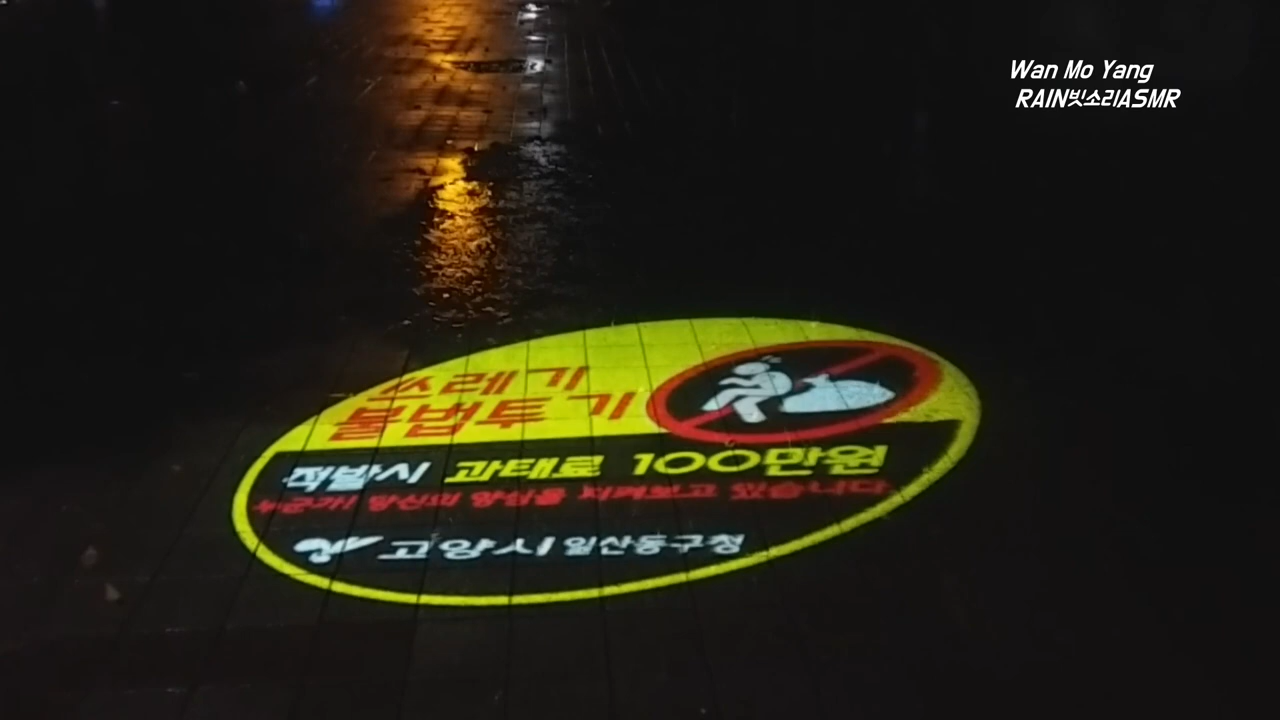 Wan Mo Yang
RAIN빗소리ASMR
쓰레기
불법투기
적발시 과태료 100만원
누군가! 당신의 양심을 지켜보고 있습니다.
고양시 일산동구청